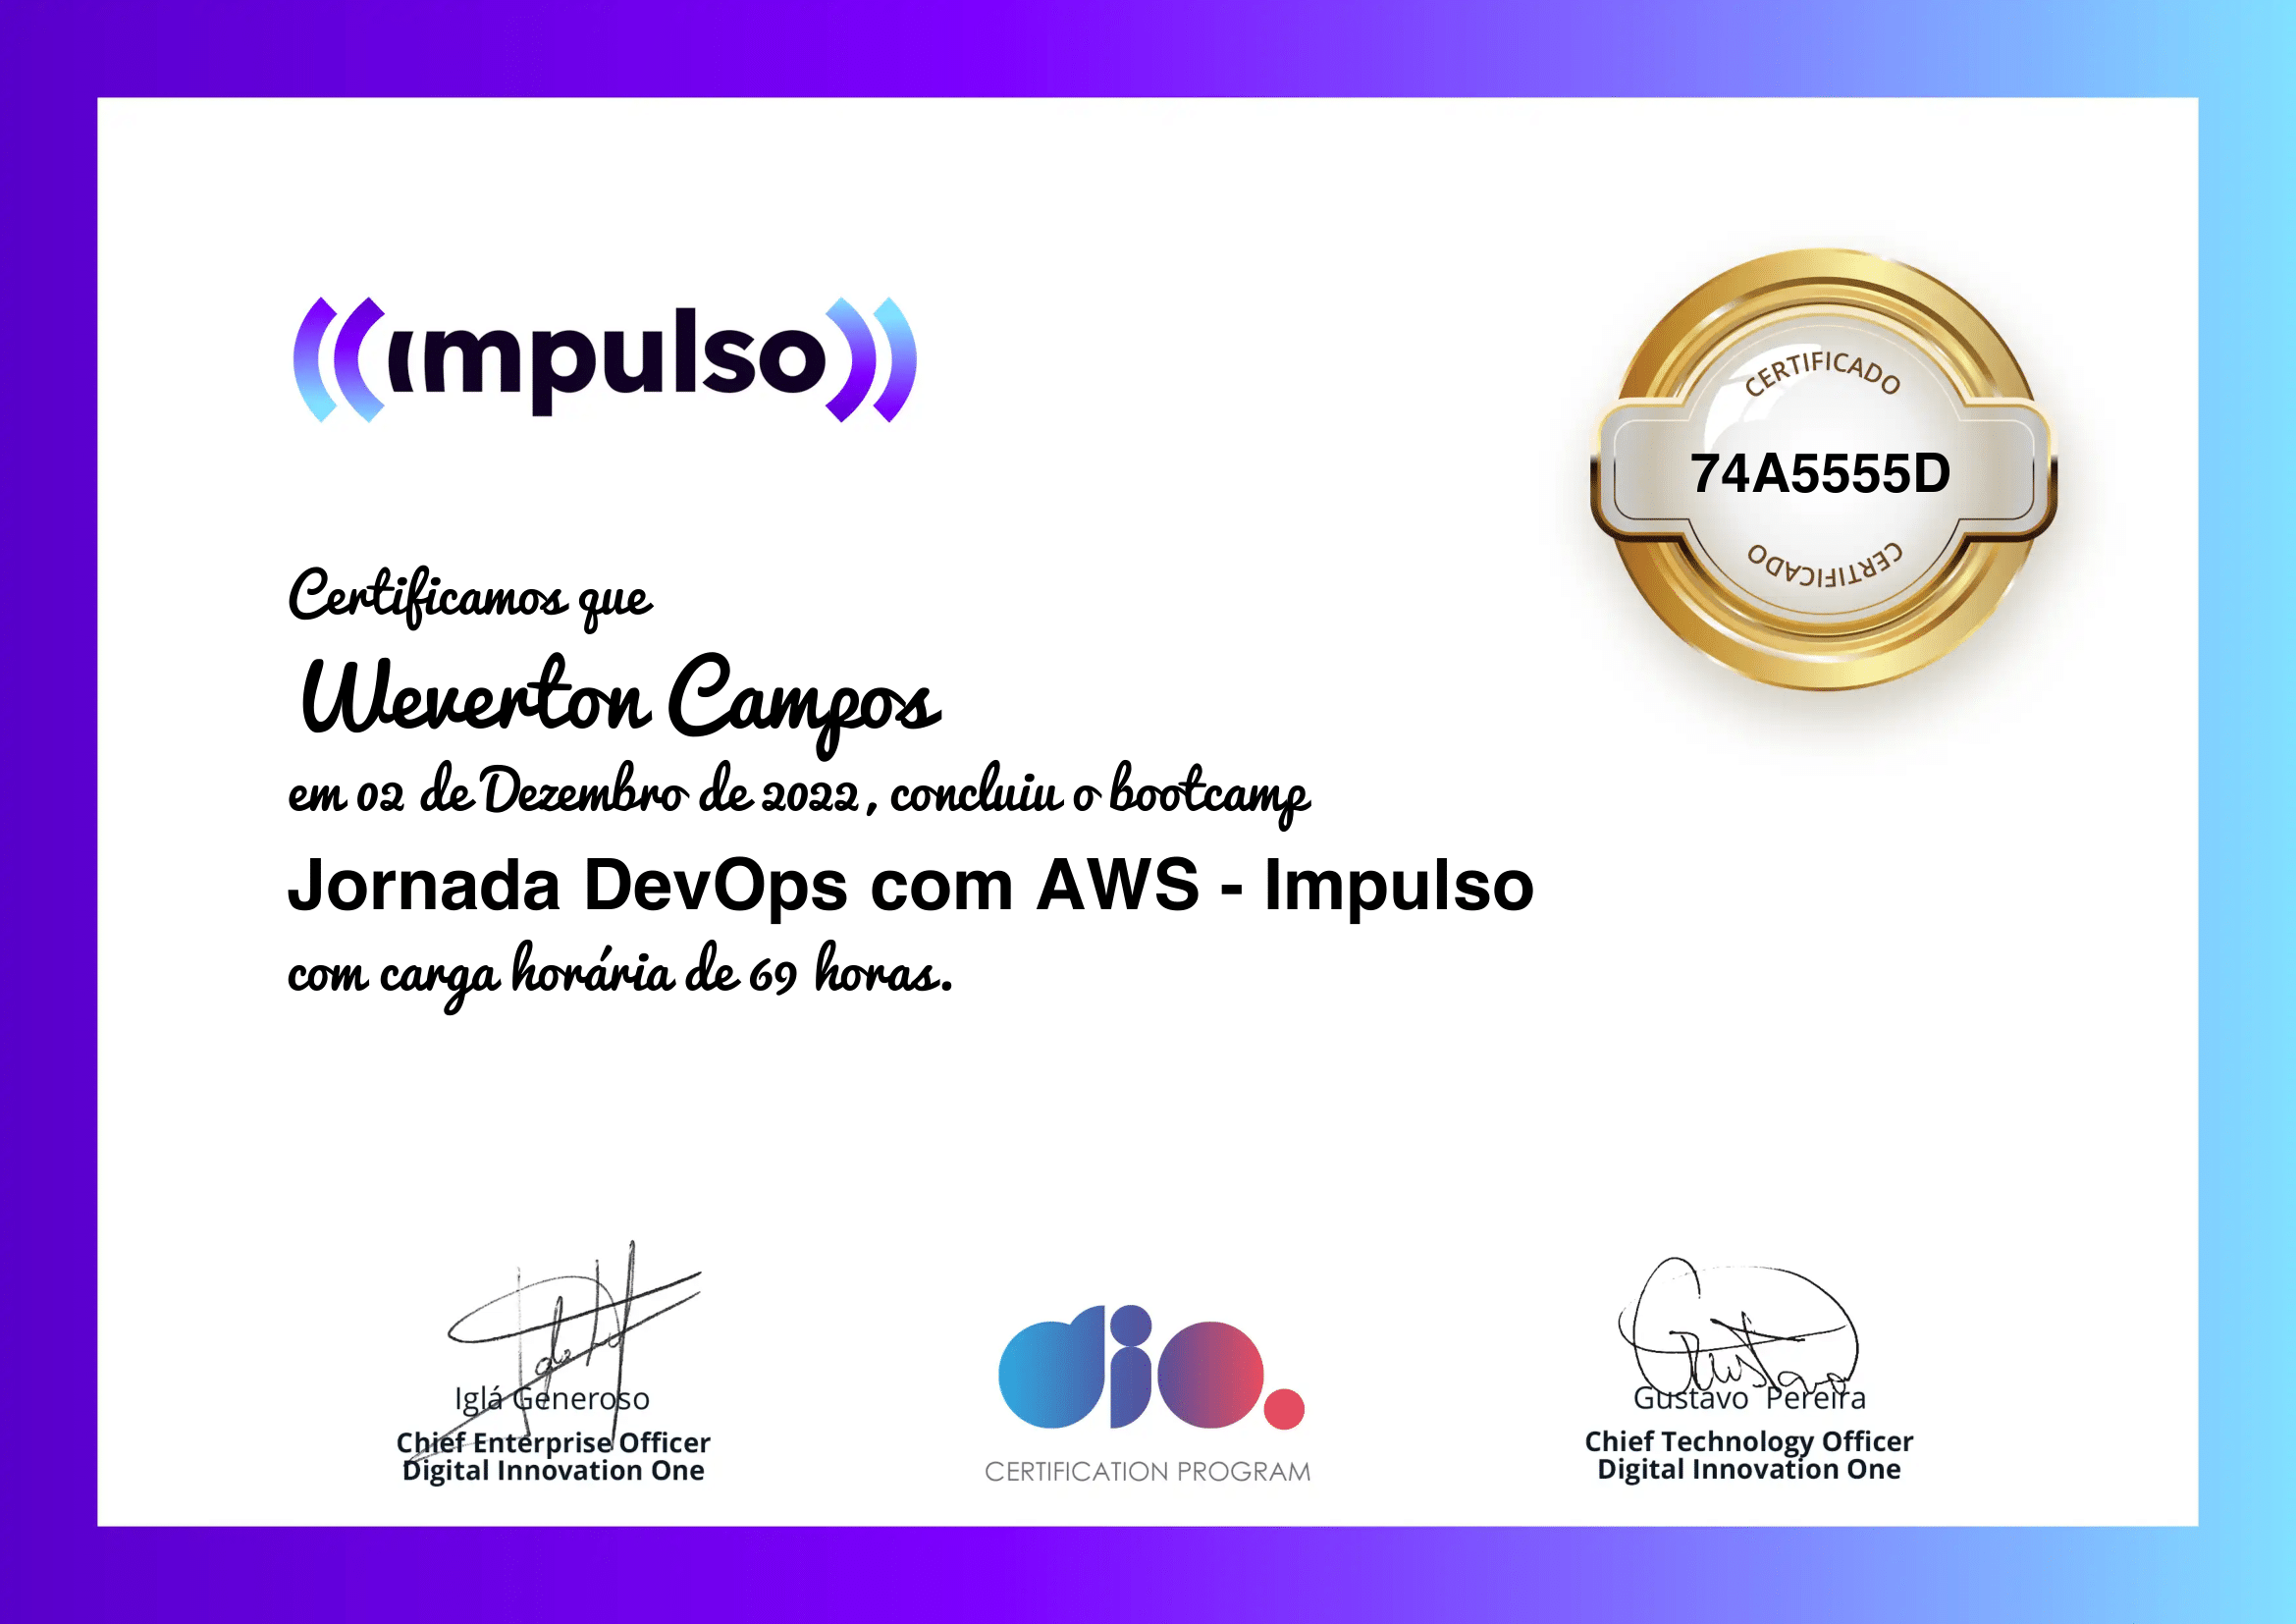 impulso
CERTIFICADO
74A5555D
CERTIFICADO
Certificamos que
Weverton Campos
em 02 de Dezembro de 2022, concluiu o bootcamp
Jornada DevOps com AWS - Impulso
com carga horária de 69 horas.
Iglá Generoso
Chief Enterprise Officer
Digital Innovation One
dio.
CERTIFICATION PROGRAM
Gustavo
Gustavo Pereira
Chief Technology Officer
Digital Innovation One